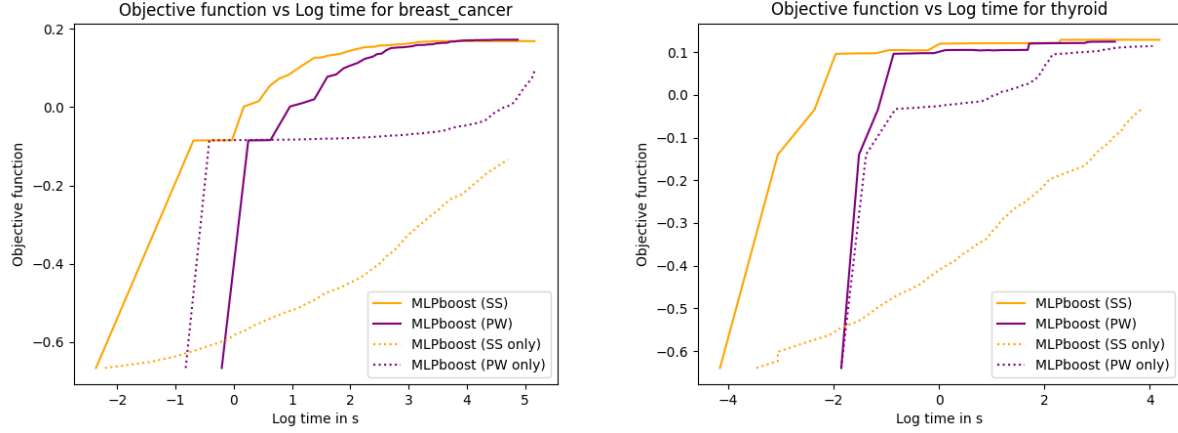 Objective function vs Log time for breast_cancer
Objective function
0.2
0.0
−0.2
−0.4
−0.6
−2
−1
0
1
2
3
4
5
Log time in s
MLPboost (SS)
MLPboost (PW)
MLPboost (SS only)
MLPboost (PW only)
Objective function vs Log time for thyroid
Objective function
0.1
0.0
−0.1
−0.2
−0.3
−0.4
−0.5
−0.6
−4
−2
0
2
4
Log time in s
MLPboost (SS)
MLPboost (PW)
MLPboost (SS only)
MLPboost (PW only)